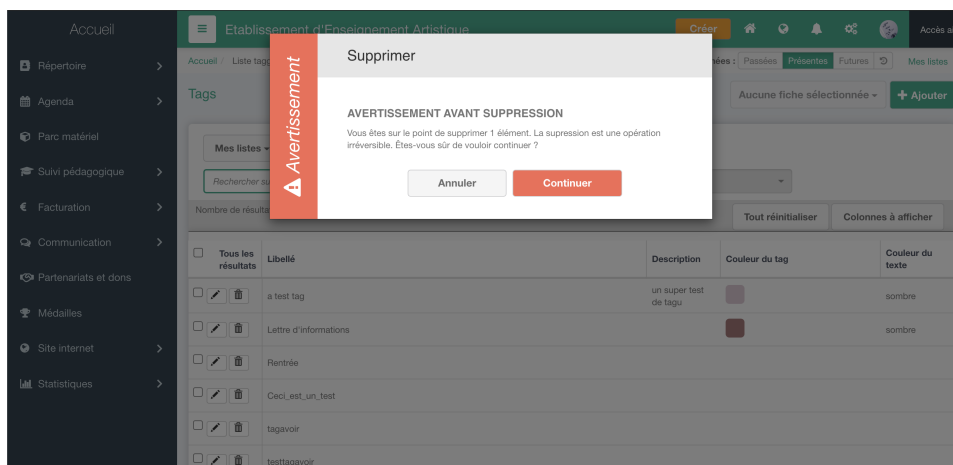 Accueil
Répertoire
Agenda
Parc matériel
Suivi pédagogique
Facturation
Communication
Partenariats et dons
Médailles
Site internet
Statistiques
Etablissement d'Enseignement Artistique
Créer
Accès
Accueil / Liste
Passées Présentes Futures
Mes listes
Tags
Aucune fiche sélectionnée
+ Ajouter
Avertissement
Supprimer
AVERTISSEMENT AVANT SUPPRESSION
Vous êtes sur le point de supprimer 1 élément. La supression est une opération
irréversible. Êtes-vous sûr de vouloir continuer ?
Annuler
Continuer
Mes listes
Rechercher
Nombre de
Tout réinitialiser
Colonnes à afficher
Tous les
résultats
Libellé
Description
Couleur du tag
Couleur du
texte
a test tag
un super test
de tagu
sombre
Lettre d'informations
sombre
Rentrée
Ceci_est_un_test
tagavoir
testtagavoir